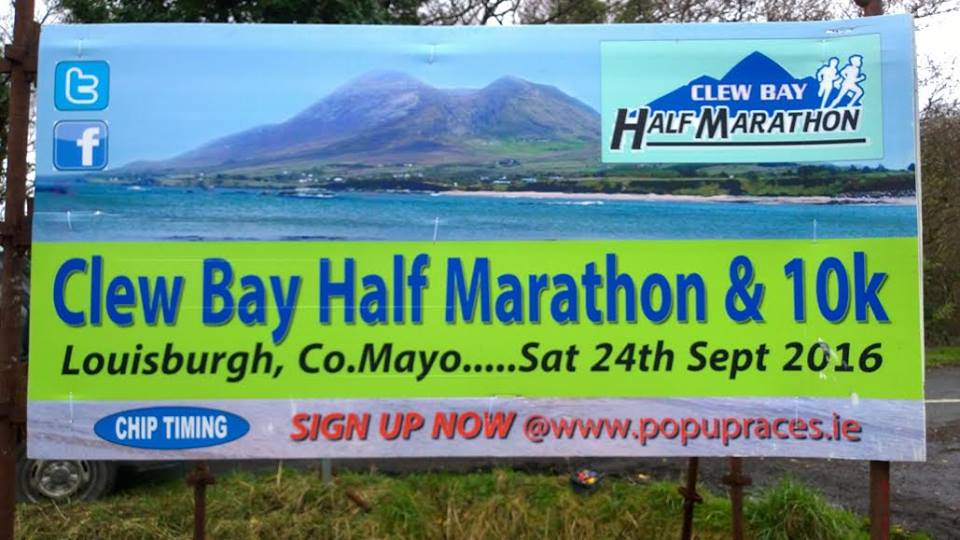 CLEW BAY
HALF MARATHON
Clew Bay Half Marathon & 10k
Louisburgh, Co.Mayo.....Sat 24th Sept 2016
CHIP TIMING
SIGN UP NOW @www.popupraces.ie